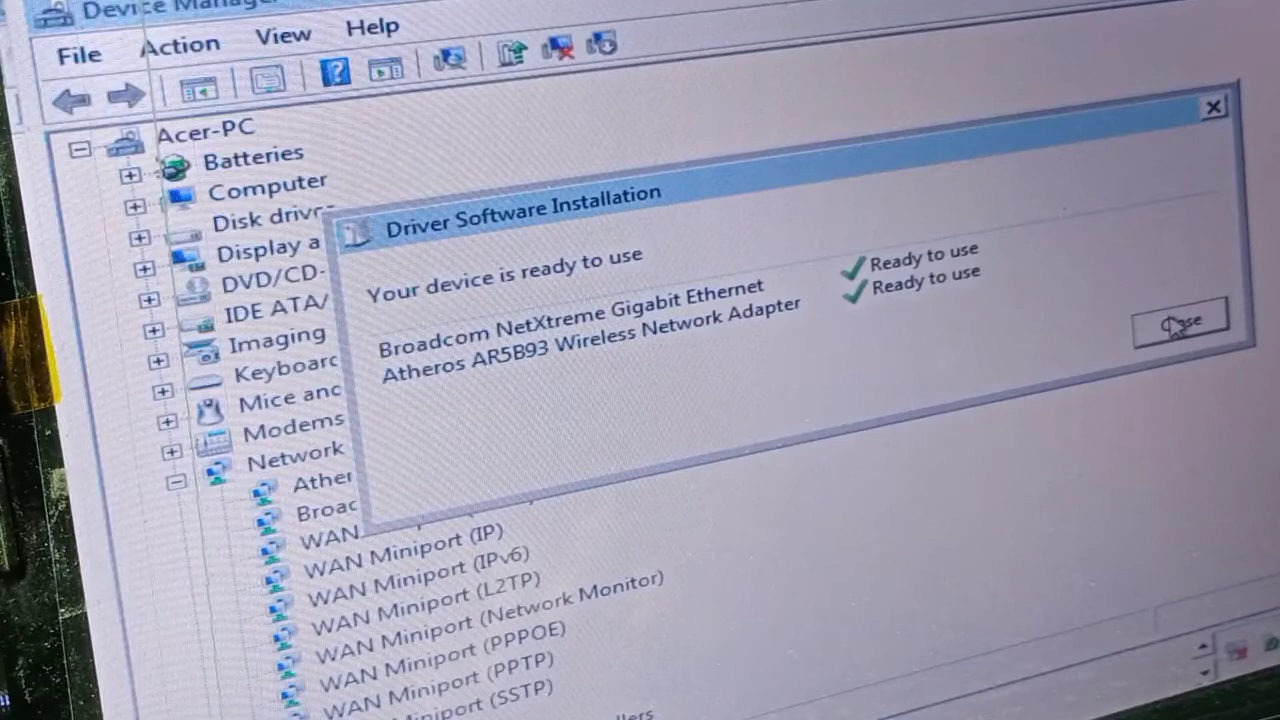 Device Manager
File Action View Help
Acer-PC
Batteries
Computer
Disk drive
Display a
DVD/CD-
IDE ATA/
Imaging
Keyboard
Mice and
Modems
Network
Ather
Broad
WAN
WAN Miniport (IP)
WAN Miniport (IPv6)
WAN Miniport (L2TP)
WAN Miniport (Network Monitor)
WAN Miniport (PPPOE)
WAN Miniport (PPTP)
Miniport (SSTP)
llers
Driver Software Installation
Your device is ready to use
Broadcom NetXtreme Gigabit Ethernet Ready to use
Atheros AR5B93 Wireless Network Adapter Ready to use
Close